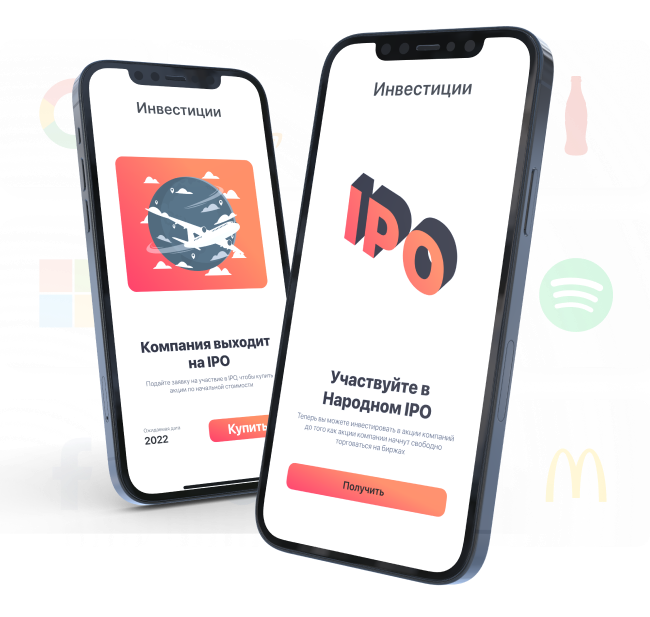 Инвестиции
Компания выходит
на IPO
Подайте заявку на участие в IPO, чтобы купить
акции по начальной стоимости
Ожидаемая дата
2022
Купить
Инвестиции
IPO
Участвуйте в
Народном IPO
Теперь вы можете инвестировать в акции компаний
до того как акции компании начнут свободно
торговаться на биржах
Получить